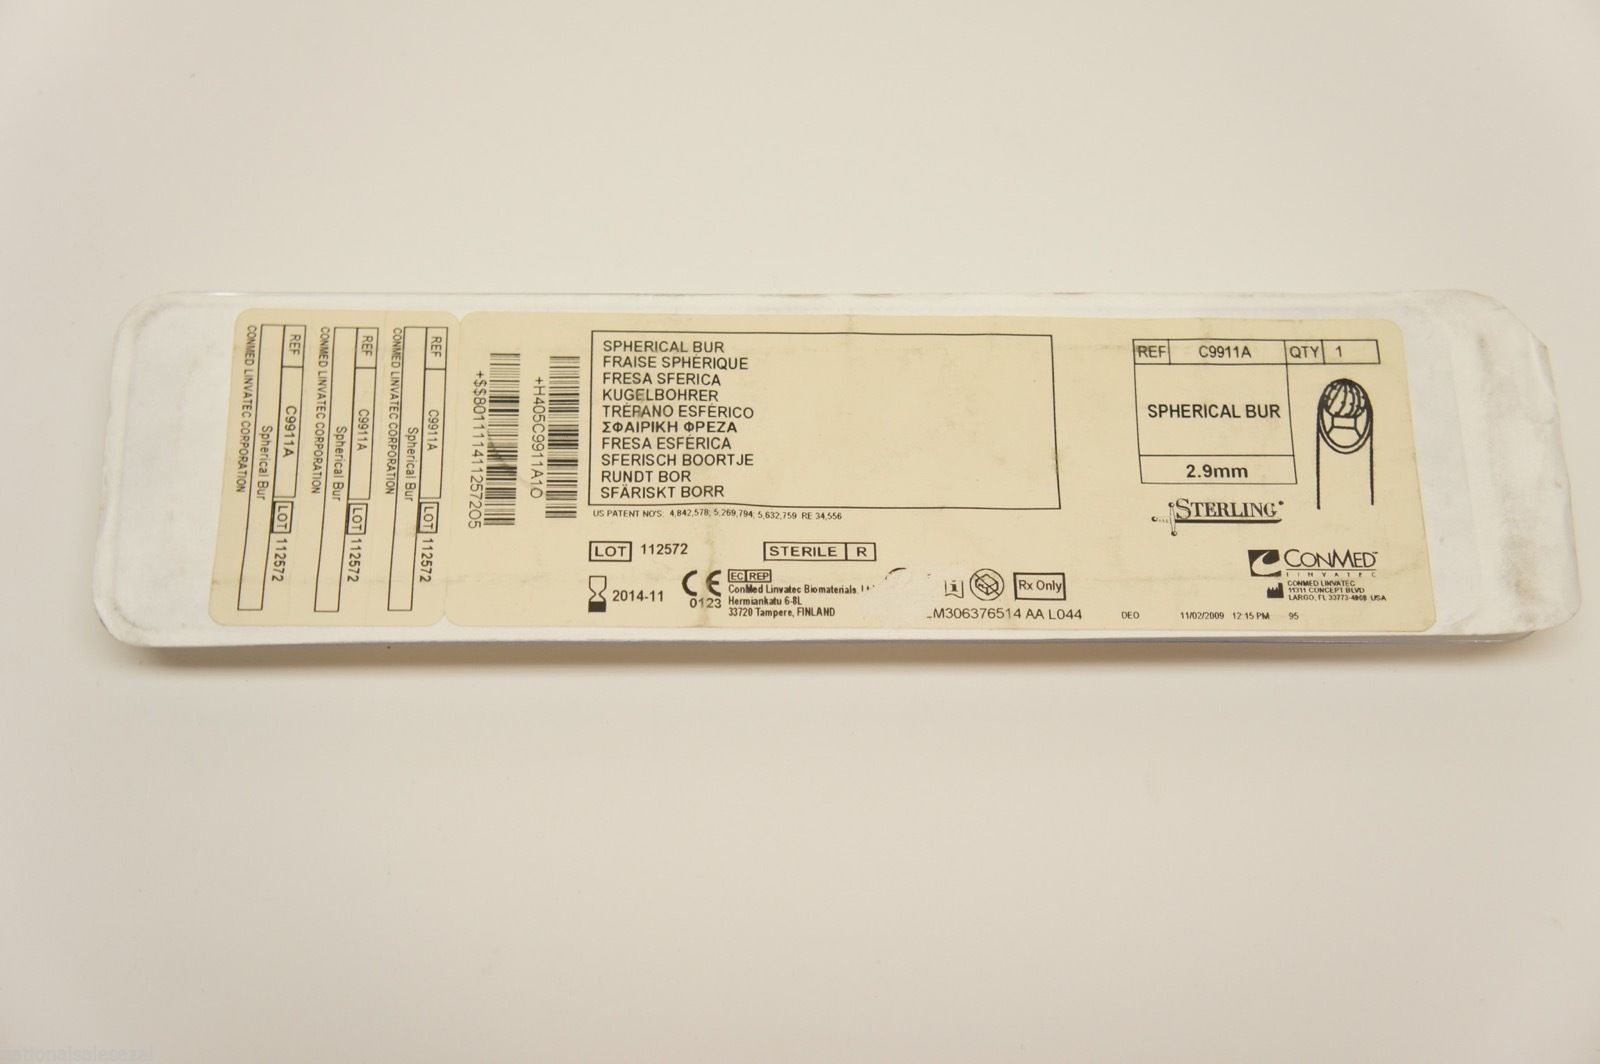 REF C9911A LOT 112572
Spherical Bur
CONMED LINVATEC CORPORATION
REF C9911A LOT 112572
Spherical Bur
CONMED LINVATEC CORPORATION
REF C9911A LOT 112572
Spherical Bur
CONMED LINVATEC CORPORATION
+H405C9911A1O
SPHERICAL BUR
FRAISE SPHÉRIQUE
FRESA SFERICA
KUGELBOHRER
TRÉPANO ESFÉRICO
ΣΦΑΙΡΙΚΗ ΦΡΕΖΑ
FRESA ESFÉRICA
SFERISCH BOORTJE
RUNDT BOR
SFÄRISKT BORR
US PATENT NO'S: 4,842,578; 5,269,794; 5,632,759 RE 34,556
LOT 112572
STERILE R
2014-11
CE 0123
EC REP
ConMed Linvatec Biomaterials,
Hermiankatu 6-8L
33720 Tampere, FINLAND
Rx Only
M306376514 AA L044
DEO 11/02/2009 12:15 PM 95
REF C9911A QTY 1
SPHERICAL BUR
2.9mm
STERLING
CONMED
LINVATEC
CONMED LINVATEC
11311 CONCEPT BLVD
LARGO, FL 33773-4908 USA
nationalsalesezal